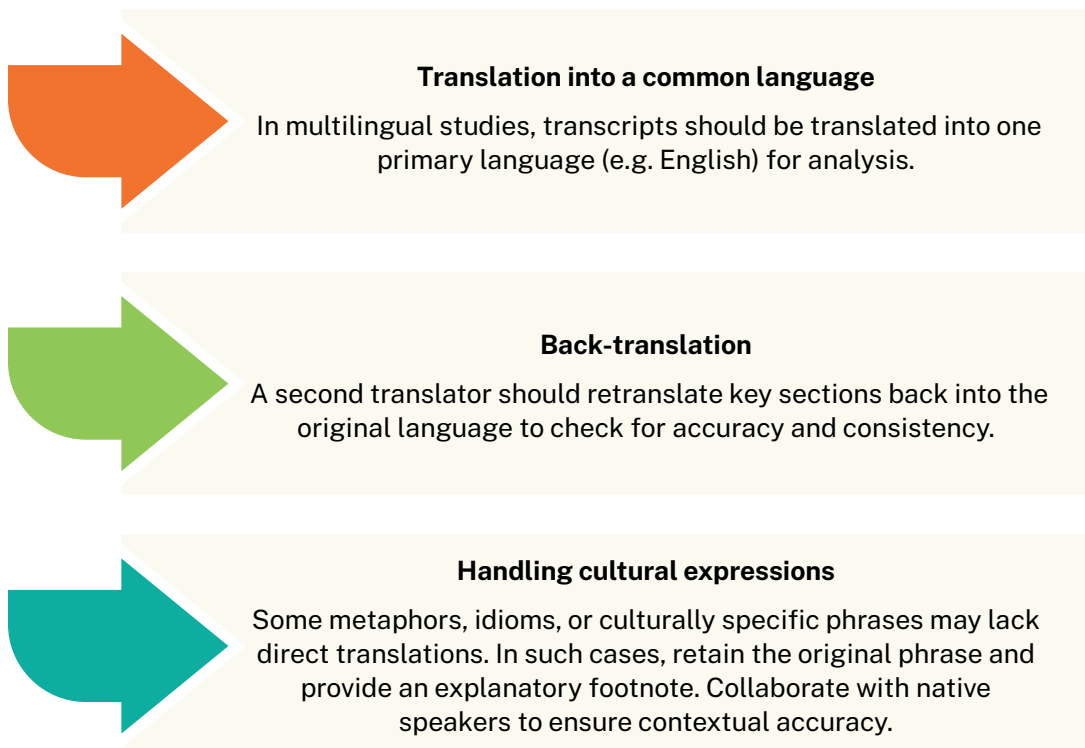 Translation into a common language
In multilingual studies, transcripts should be translated into one
primary language (e.g. English) for analysis.
Back-translation
A second translator should retranslate key sections back into the
original language to check for accuracy and consistency.
Handling cultural expressions
Some metaphors, idioms, or culturally specific phrases may lack
direct translations. In such cases, retain the original phrase and
provide an explanatory footnote. Collaborate with native
speakers to ensure contextual accuracy.